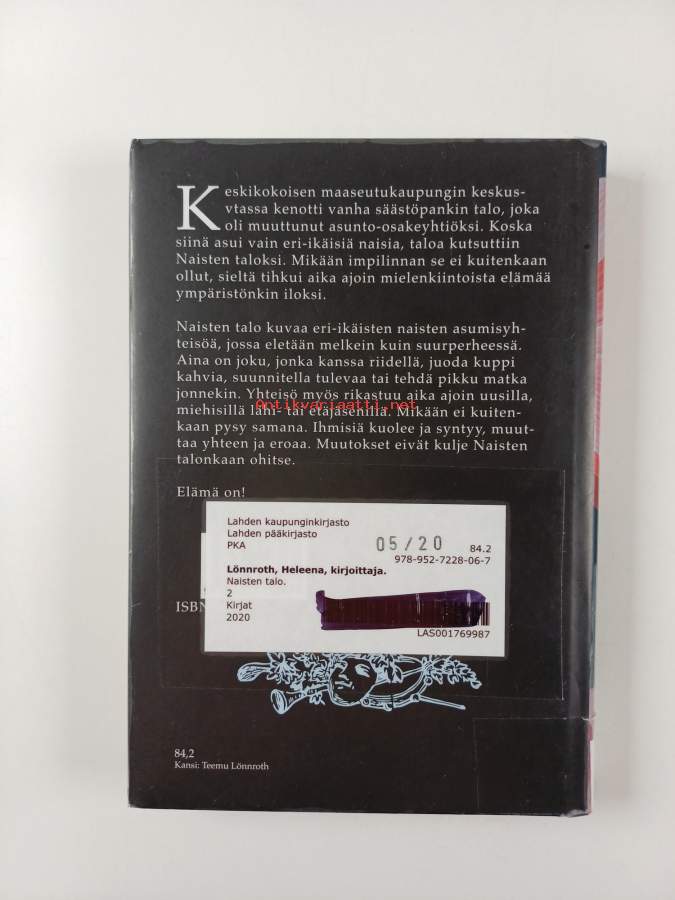 Keskikokoisen maaseutukaupungin keskus-
vtassa kenotti vanha säästöpankin talo, joka
oli muuttunut asunto-osakeyhtiöksi. Koska
siinä asui vain eri-ikäisiä naisia, taloa kutsuttiin
Naisten taloksi. Mikään impilinnan se ei kuitenkaan
ollut, sieltä tihkui aika ajoin mielenkiintoista elämää
ympäristönkin iloksi.
Naisten talo kuvaa eri-ikäisten naisten asumisyh-
teisöä, jossa eletään melkein kuin suurperheessä.
Aina on joku, jonka kanssa riidellä, juoda kuppi
kahvia, suunnitella tulevaa tai tehdä pikku matka
jonnekin. Yhteisö myös rikastuu aika ajoin uusilla,
Antikvariaatti.net
miehisillä lähi- tai etäjäsenillä. Mikään ei kuiten-
kaan pysy samana. Ihmisiä kuolee ja syntyy, muut-
taa yhteen ja eroaa. Muutokset eivät kulje Naisten
talonkaan ohitse.
Elämä on!
Lahden kaupunginkirjasto
Lahden pääkirjasto
PKA 05/20 84.2
978-952-7228-06-7
Lönnroth, Heleena, kirjoittaja.
Naisten talo.
2
Kirjat
2020
LAS001769987
ISBN
84,2
Kansi: Teemu Lönnroth